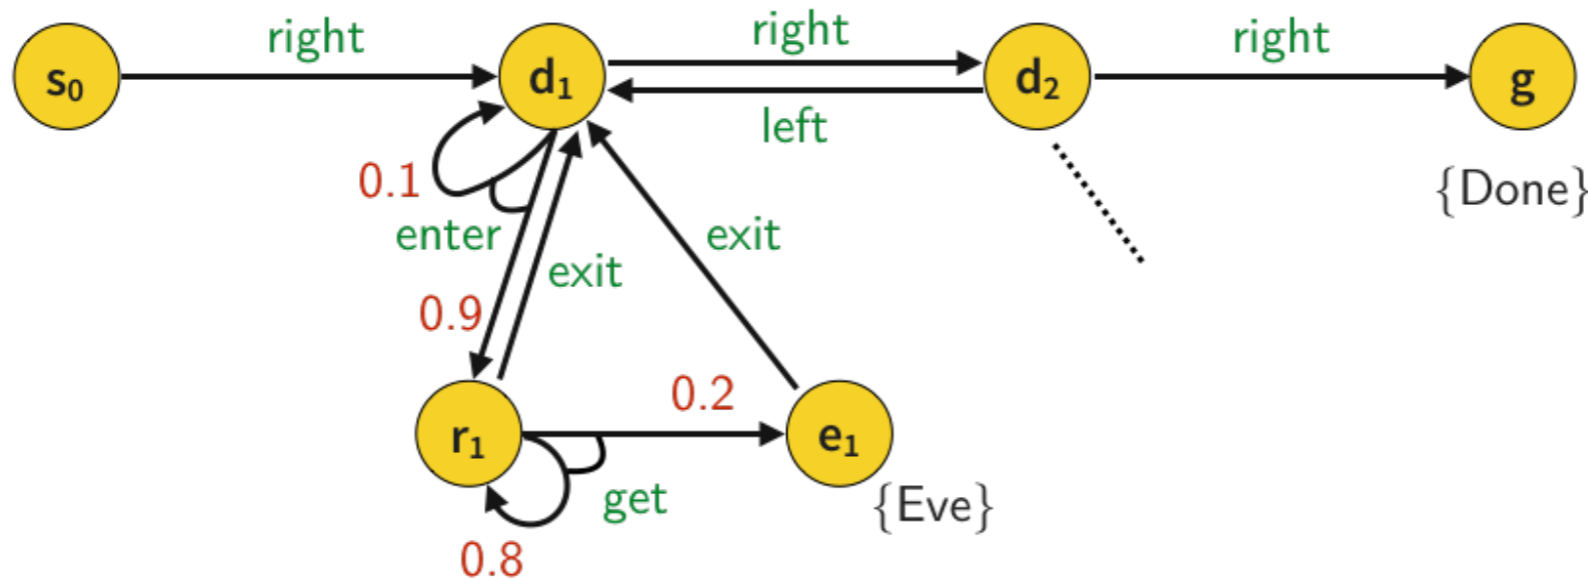 right
right
right
s₀
d₁
d₂
g
left
0.1
{Done}
enter
exit
exit
0.9
0.2
r₁
e₁
get
{Eve}
0.8